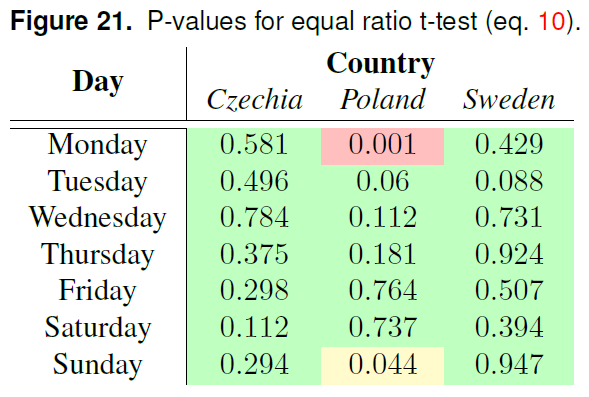 Figure 21. P-values for equal ratio t-test (eq. 10).
Day Country
Czechia Poland Sweden
Monday 0.581 0.001 0.429
Tuesday 0.496 0.06 0.088
Wednesday 0.784 0.112 0.731
Thursday 0.375 0.181 0.924
Friday 0.298 0.764 0.507
Saturday 0.112 0.737 0.394
Sunday 0.294 0.044 0.947